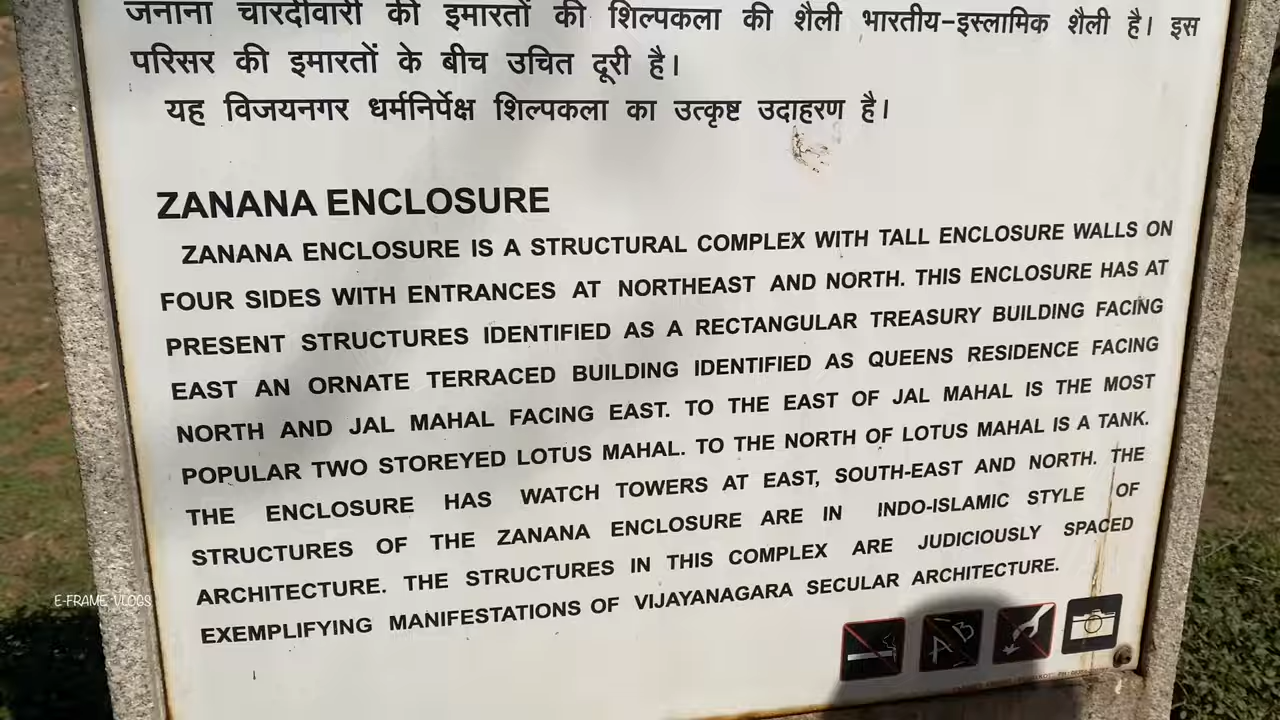 जनाना चारदीवारी की इमारतों की शिल्पकला की शैली भारतीय-इस्लामिक शैली है। इस
परिसर की इमारतों के बीच उचित दूरी है।
यह विजयनगर धर्मनिर्पेक्ष शिल्पकला का उत्कृष्ट उदाहरण है।
ZANANA ENCLOSURE
ZANANA ENCLOSURE IS A STRUCTURAL COMPLEX WITH TALL ENCLOSURE WALLS ON
FOUR SIDES WITH ENTRANCES AT NORTHEAST AND NORTH. THIS ENCLOSURE HAS AT
PRESENT STRUCTURES IDENTIFIED AS A RECTANGULAR TREASURY BUILDING FACING
EAST AN ORNATE TERRACED BUILDING IDENTIFIED AS QUEENS RESIDENCE FACING
NORTH AND JAL MAHAL FACING EAST. TO THE EAST OF JAL MAHAL IS THE MOST
POPULAR TWO STOREYED LOTUS MAHAL. TO THE NORTH OF LOTUS MAHAL IS A TANK.
THE ENCLOSURE HAS WATCH TOWERS AT EAST, SOUTH-EAST AND NORTH. THE
STRUCTURES OF THE ZANANA ENCLOSURE ARE IN INDO-ISLAMIC STYLE OF
ARCHITECTURE. THE STRUCTURES IN THIS COMPLEX ARE JUDICIOUSLY SPACED
EXEMPLIFYING MANIFESTATIONS OF VIJAYANAGARA SECULAR ARCHITECTURE.
E-FRAME VLOGS
A B